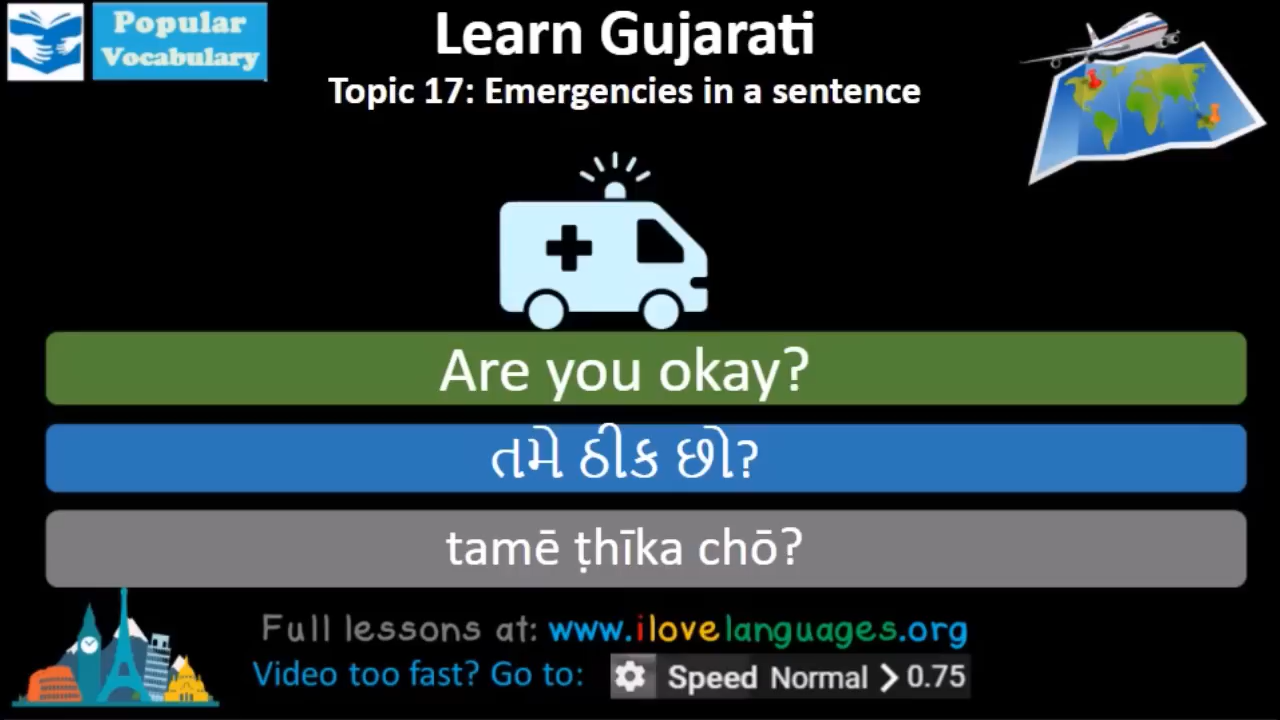 Popular
Vocabulary
Learn Gujarati
Topic 17: Emergencies in a sentence
Are you okay?
તમે ઠીક છો?
tamē ṭhīka chō?
Full lessons at: www.ilovelanguages.org
Video too fast? Go to: Speed Normal > 0.75